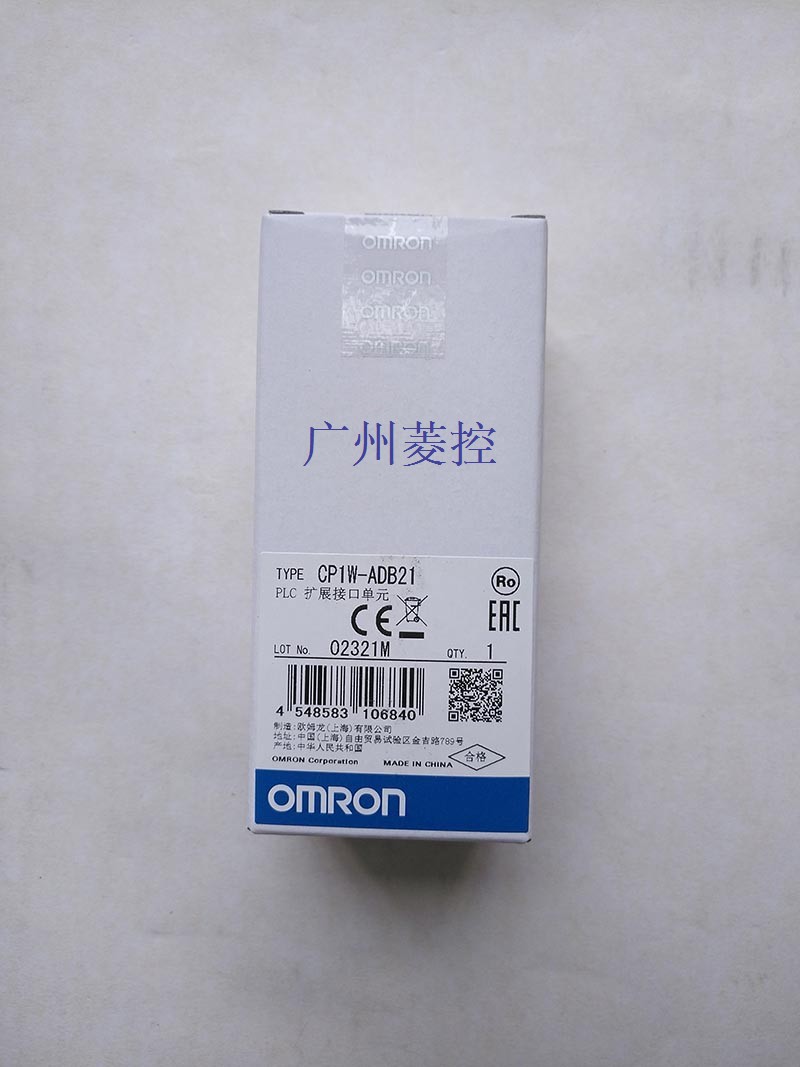 OMRON
OMRON
OMRON
OMRON
广州菱控
TYPE CP1W-ADB21
Ro
PLC 扩展接口单元
CE
EAC
LOT No. 02321M QTY. 1
4 548583 106840
制造:欧姆龙(上海)有限公司
地址:中国(上海)自由贸易试验区金吉路789号
产地:中华人民共和国
合格
OMRON Corporation MADE IN CHINA
OMRON